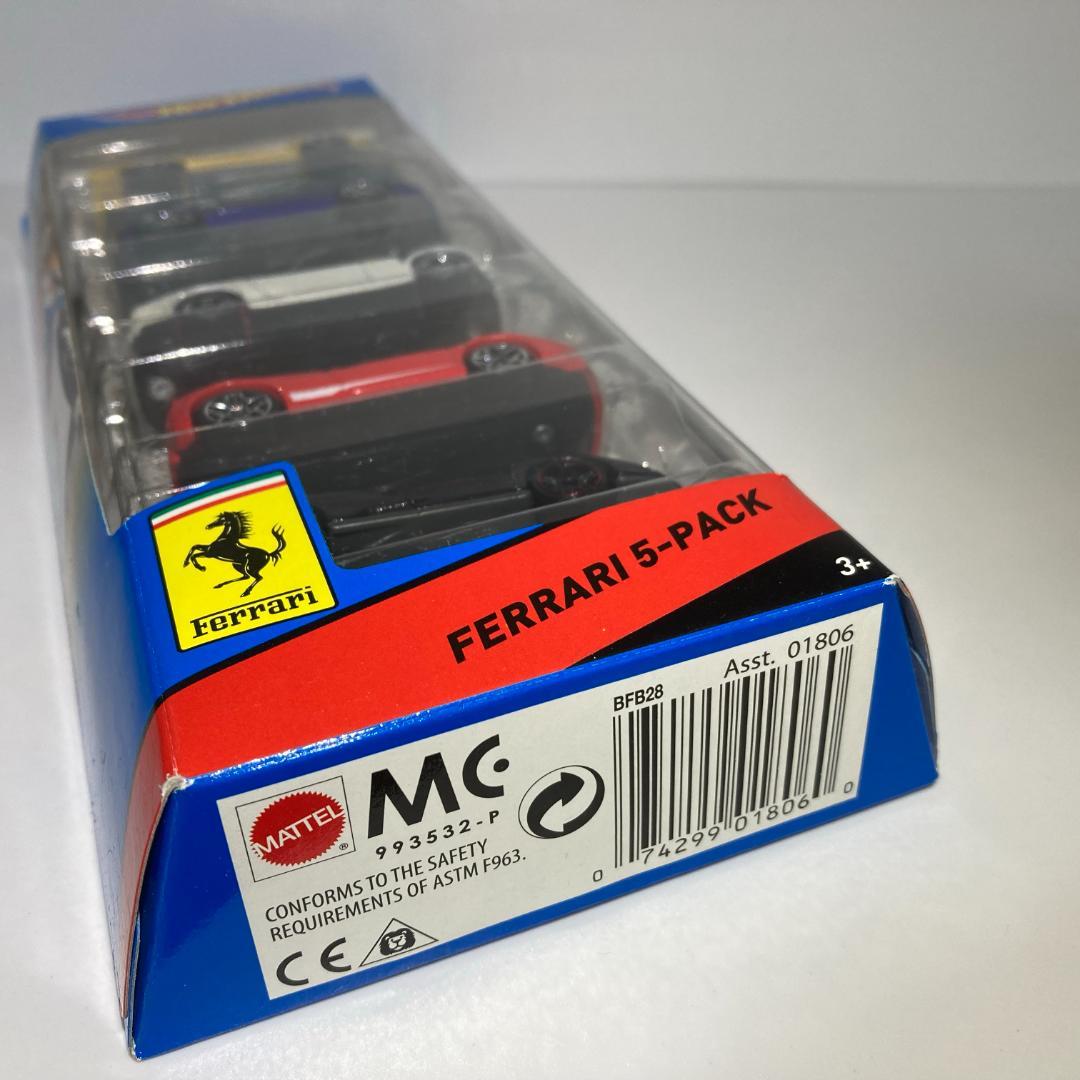 Ferrari
FERRARI 5-PACK
3+
MATTEL
®
MC
993532-P
CONFORMS TO THE SAFETY
REQUIREMENTS OF ASTM F963.
CE
BFB28
Asst. 01806
0 74299 01806 0